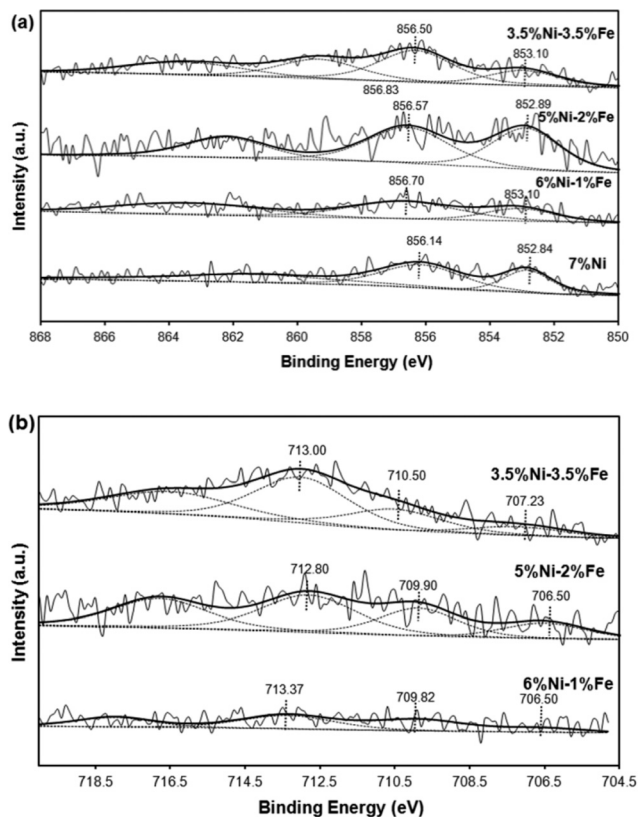 (a)
856.50
3.5%Ni-3.5%Fe
853.10
856.83
856.57
852.89
5%Ni-2%Fe
856.70
853.10
6%Ni-1%Fe
856.14
852.84
7%Ni
Intensity (a.u.)
868 866 864 862 860 858 856 854 852 850
Binding Energy (eV)
(b)
713.00
710.50
3.5%Ni-3.5%Fe
707.23
712.80
709.90
5%Ni-2%Fe
706.50
713.37
709.82
6%Ni-1%Fe
706.50
Intensity (a.u.)
718.5 716.5 714.5 712.5 710.5 708.5 706.5 704.5
Binding Energy (eV)